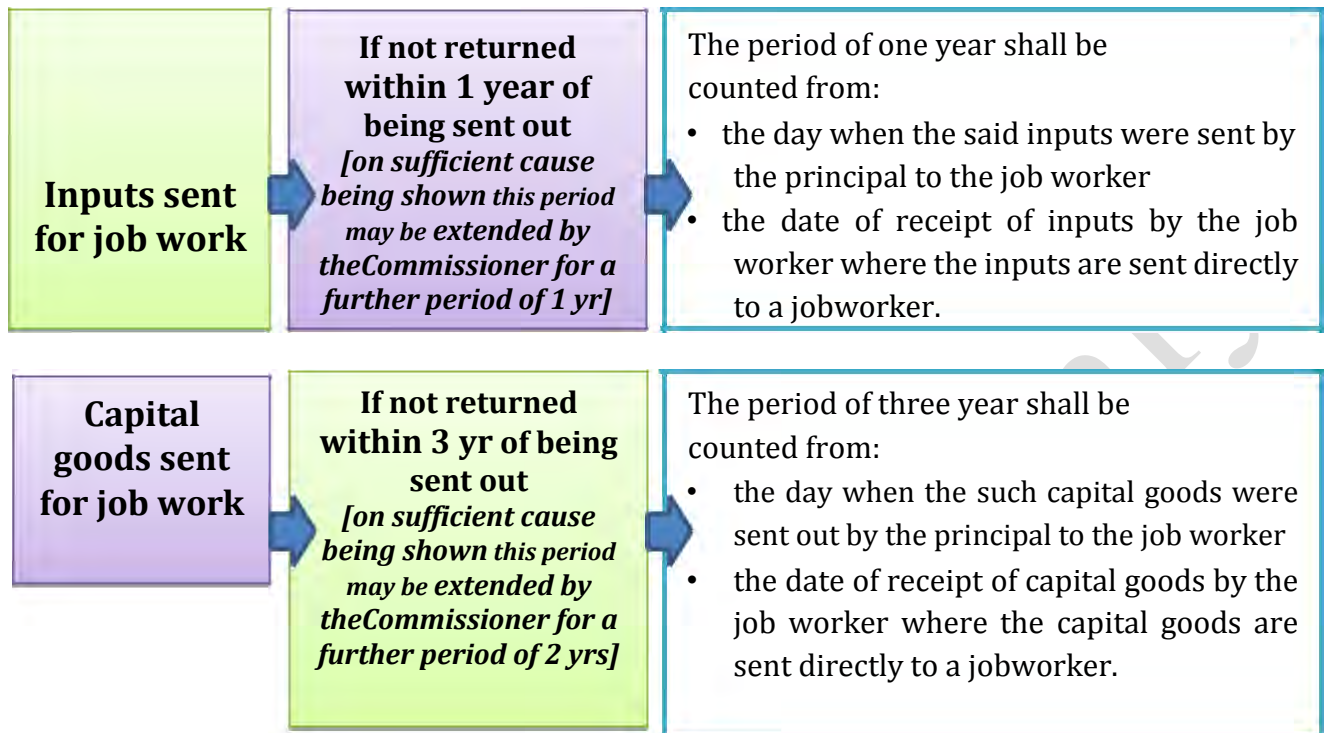 Inputs sent
for job work
If not returned
within 1 year of
being sent out
[on sufficient cause
being shown this period
may be extended by
theCommissioner for a
further period of 1 yr]
The period of one year shall be
counted from:
• the day when the said inputs were sent by
the principal to the job worker
• the date of receipt of inputs by the job
worker where the inputs are sent directly
to a jobworker.
Capital
goods sent
for job work
If not returned
within 3 yr of being
sent out
[on sufficient cause
being shown this period
may be extended by
theCommissioner for a
further period of 2 yrs]
The period of three year shall be
counted from:
• the day when the such capital goods were
sent out by the principal to the job worker
• the date of receipt of capital goods by the
job worker where the capital goods are
sent directly to a jobworker.